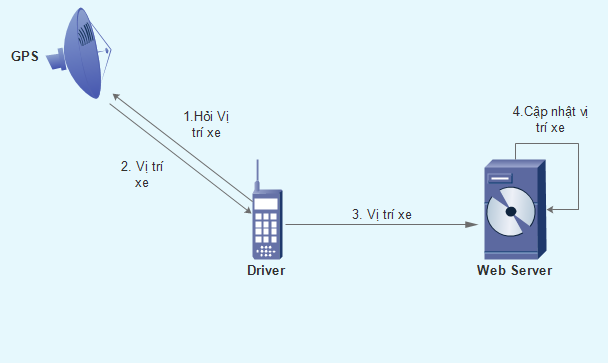 GPS
1.Hỏi Vị
trí xe
2. Vị trí
xe
3. Vị trí xe
4.Cập nhật vị
trí xe
Driver
Web Server